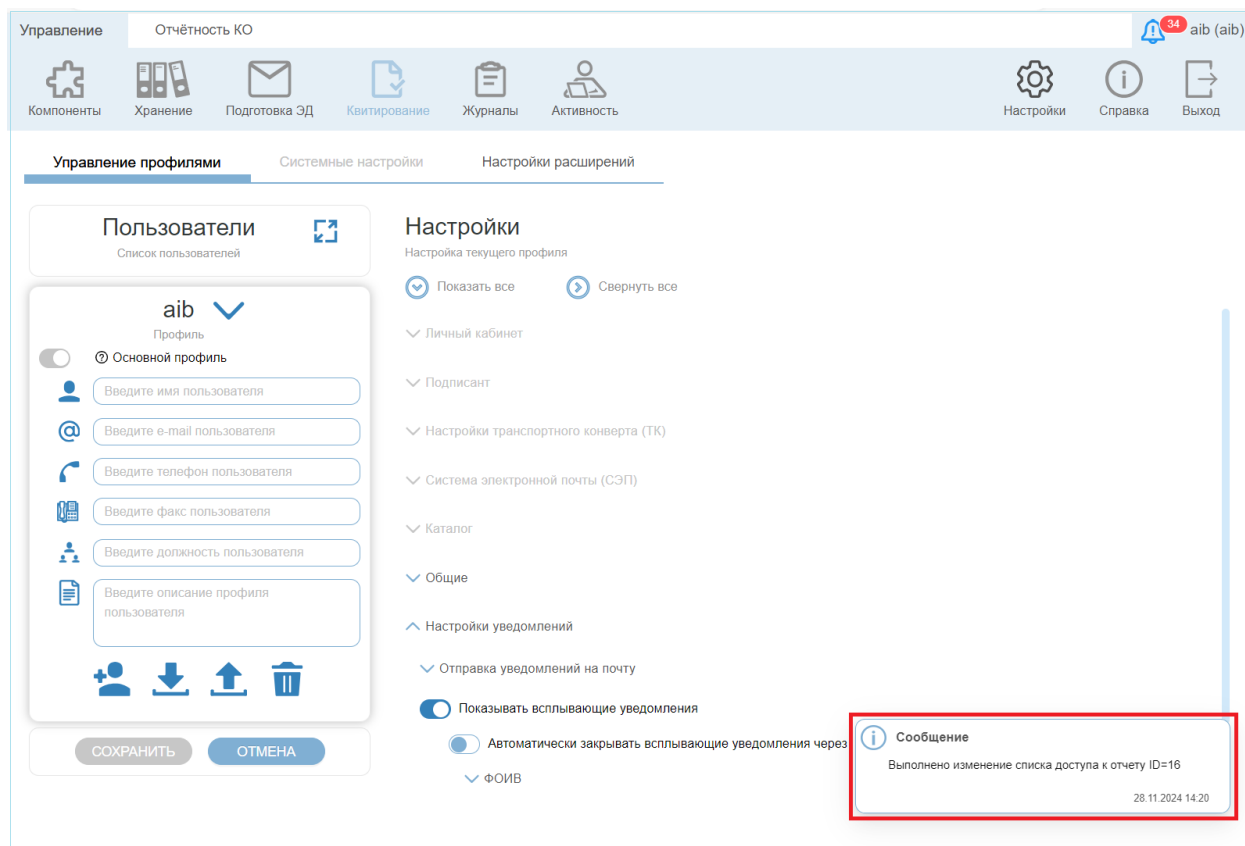 Управление
Отчётность КО
34
aib (aib)
Компоненты
Хранение
Подготовка ЭД
Квитирование
Журналы
Активность
Настройки
Справка
Выход
Управление профилями
Системные настройки
Настройки расширений
Пользователи
Список пользователей
aib
Профиль
Основной профиль
Введите имя пользователя
Введите e-mail пользователя
Введите телефон пользователя
Введите факс пользователя
Введите должность пользователя
Введите описание профиля
пользователя
СОХРАНИТЬ
ОТМЕНА
Настройки
Настройка текущего профиля
Показать все
Свернуть все
Личный кабинет
Подписант
Настройки транспортного конверта (ТК)
Система электронной почты (СЭП)
Каталог
Общие
Настройки уведомлений
Отправка уведомлений на почту
Показывать всплывающие уведомления
Автоматически закрывать всплывающие уведомления через
ФОИВ
Сообщение
Выполнено изменение списка доступа к отчету ID=16
28.11.2024 14:20